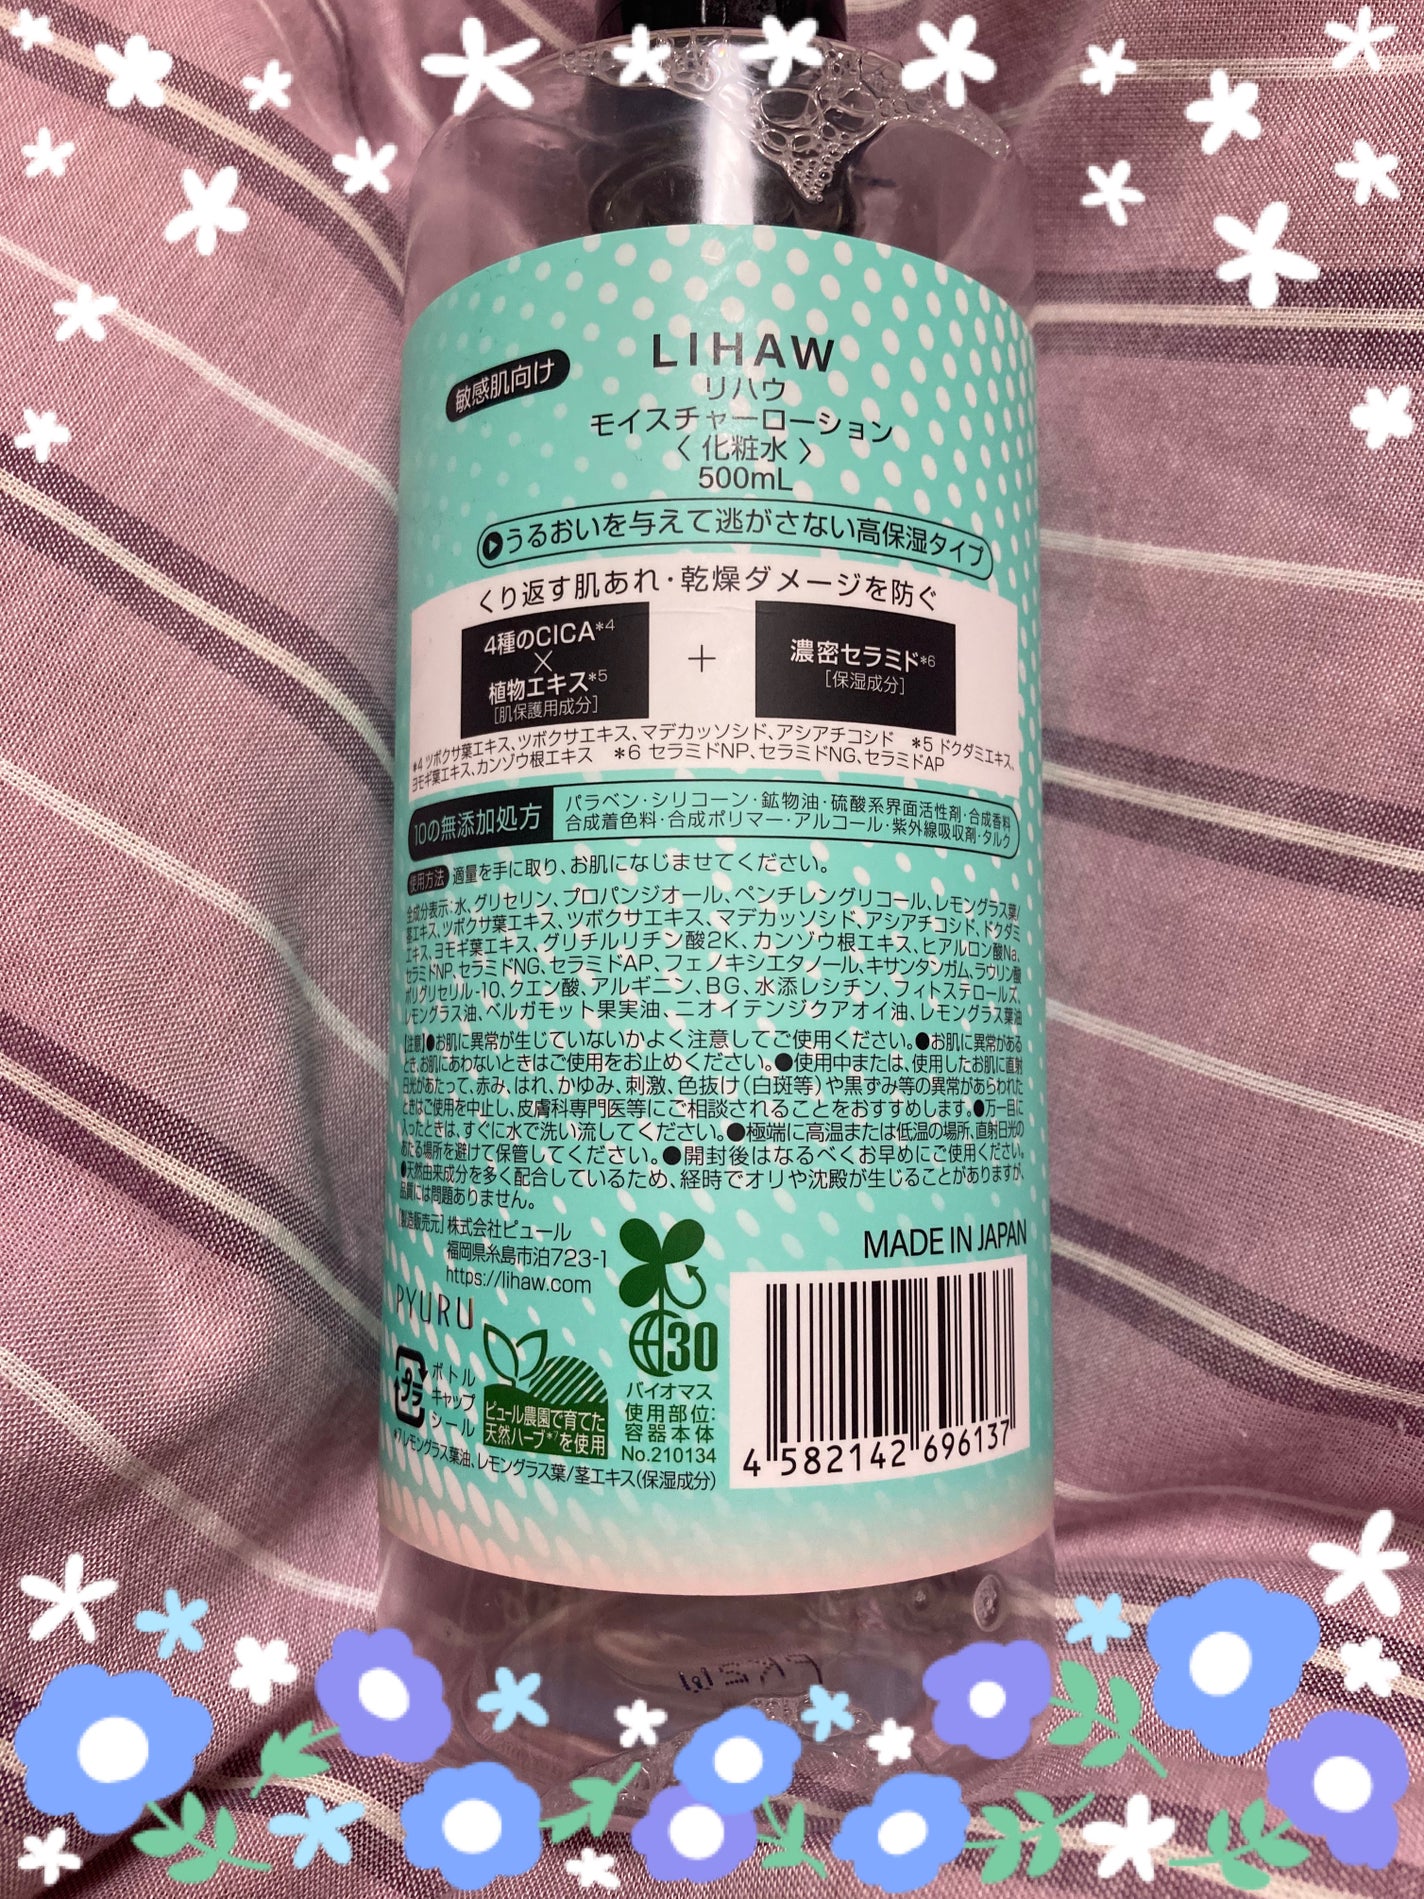 LIHAW
敏感肌向け
リハウ
モイスチャーローション
〈 化粧水 〉
500mL
うるおいを与えて逃がさない高保湿タイプ
くり返す肌あれ・乾燥ダメージを防ぐ
4種のCICA*4
×
植物エキス*5
[肌保護用成分]
+
濃密セラミド*6
[保湿成分]
*4 ツボクサ葉エキス、ツボクサエキス、マデカッソシド、アシアチコシド *5 ドクダミエキス、
ヨモギ葉エキス、カンゾウ根エキス *6 セラミドNP、セラミドNG、セラミドAP
10の無添加処方
パラベン・シリコーン・鉱物油・硫酸系界面活性剤・合成香料
合成着色料・合成ポリマー・アルコール・紫外線吸収剤・タルク
使用方法 適量を手に取り、お肌になじませてください。
全成分表示:水、グリセリン、プロパンジオール、ペンチレングリコール、レモングラス葉/
茎エキス、ツボクサ葉エキス、ツボクサエキス、マデカッソシド、アシアチコシド、ドクダミ
エキス、ヨモギ葉エキス、グリチルリチン酸2K、カンゾウ根エキス、ヒアルロン酸Na、
セラミドNP、セラミドNG、セラミドAP、フェノキシエタノール、キサンタンガム、ラウリン酸
ポリグリセリル-10、クエン酸、アルギニン、BG、水添レシチン、フィトステロールズ、
レモングラス油、ベルガモット果実油、ニオイテンジクアオイ油、レモングラス葉油
【注意】●お肌に異常が生じていないかよく注意してご使用ください。●お肌に異常がある
とき、お肌にあわないときはご使用をお止めください。●使用中または、使用したお肌に直射
日光があたって、赤み、はれ、かゆみ、刺激、色抜け(白斑等)や黒ずみ等の異常があらわれた
ときはご使用を中止し、皮膚科専門医等にご相談されることをおすすめします。●万一目に
入ったときは、すぐに水で洗い流してください。●極端に高温または低温の場所、直射日光の
あたる場所を避けて保管してください。●開封後はなるべくお早めにご使用ください。
●天然由来成分を多く配合しているため、経時でオリや沈殿が生じることがありますが、
品質には問題ありません。
[製造販売元] 株式会社ピュール
福岡県糸島市泊723-1
https://lihaw.com
PYURU
MADE IN JAPAN
プラ
ボトル
キャップ
シール
ピュール農園で育てた
天然ハーブ*7を使用
30
バイオマス
使用部位:
容器本体
No.210134
4 582142 696137
*7 レモングラス葉油、レモングラス葉/茎エキス(保湿成分)